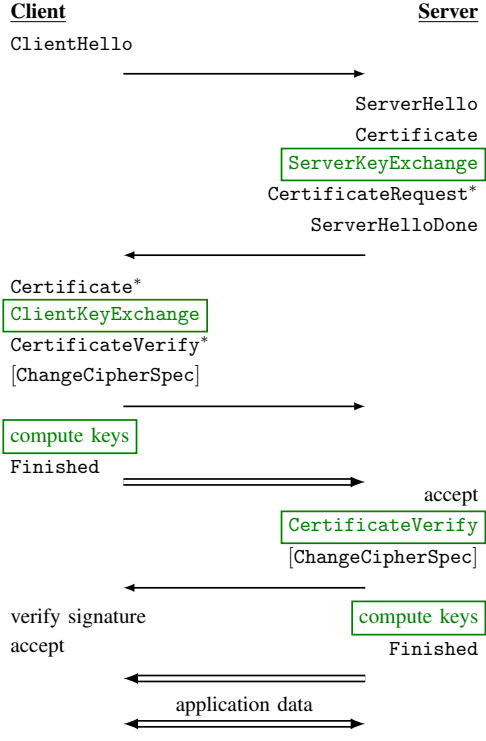 Client Server
ClientHello
ServerHello
Certificate
ServerKeyExchange
CertificateRequest*
ServerHelloDone
Certificate*
ClientKeyExchange
CertificateVerify*
[ChangeCipherSpec]
compute keys
Finished
accept
CertificateVerify
[ChangeCipherSpec]
verify signature compute keys
accept Finished
application data